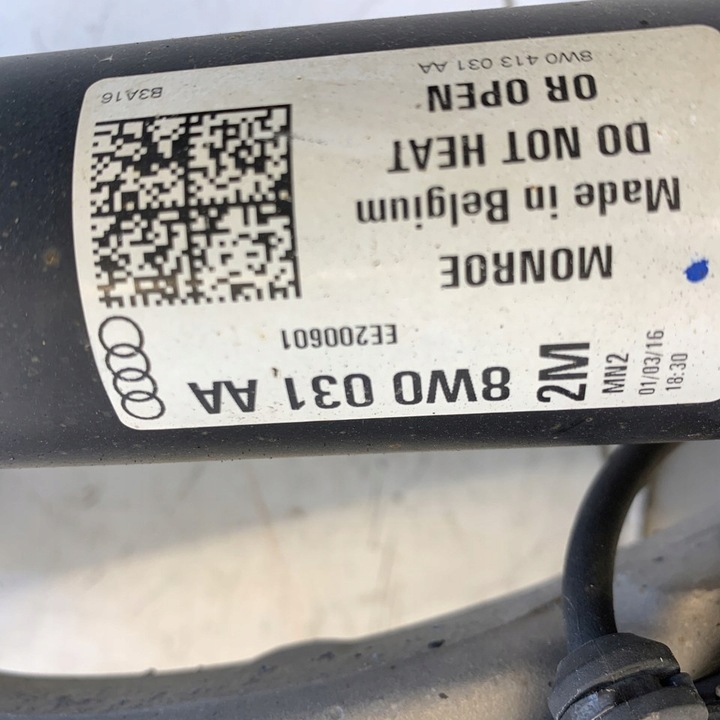 8W0 031 AA
2M
MN2
01/03/16
18:30
EE200601
MONROE
Made in Belgium
DO NOT HEAT
OR OPEN
8W0 413 031 AA
B3A16